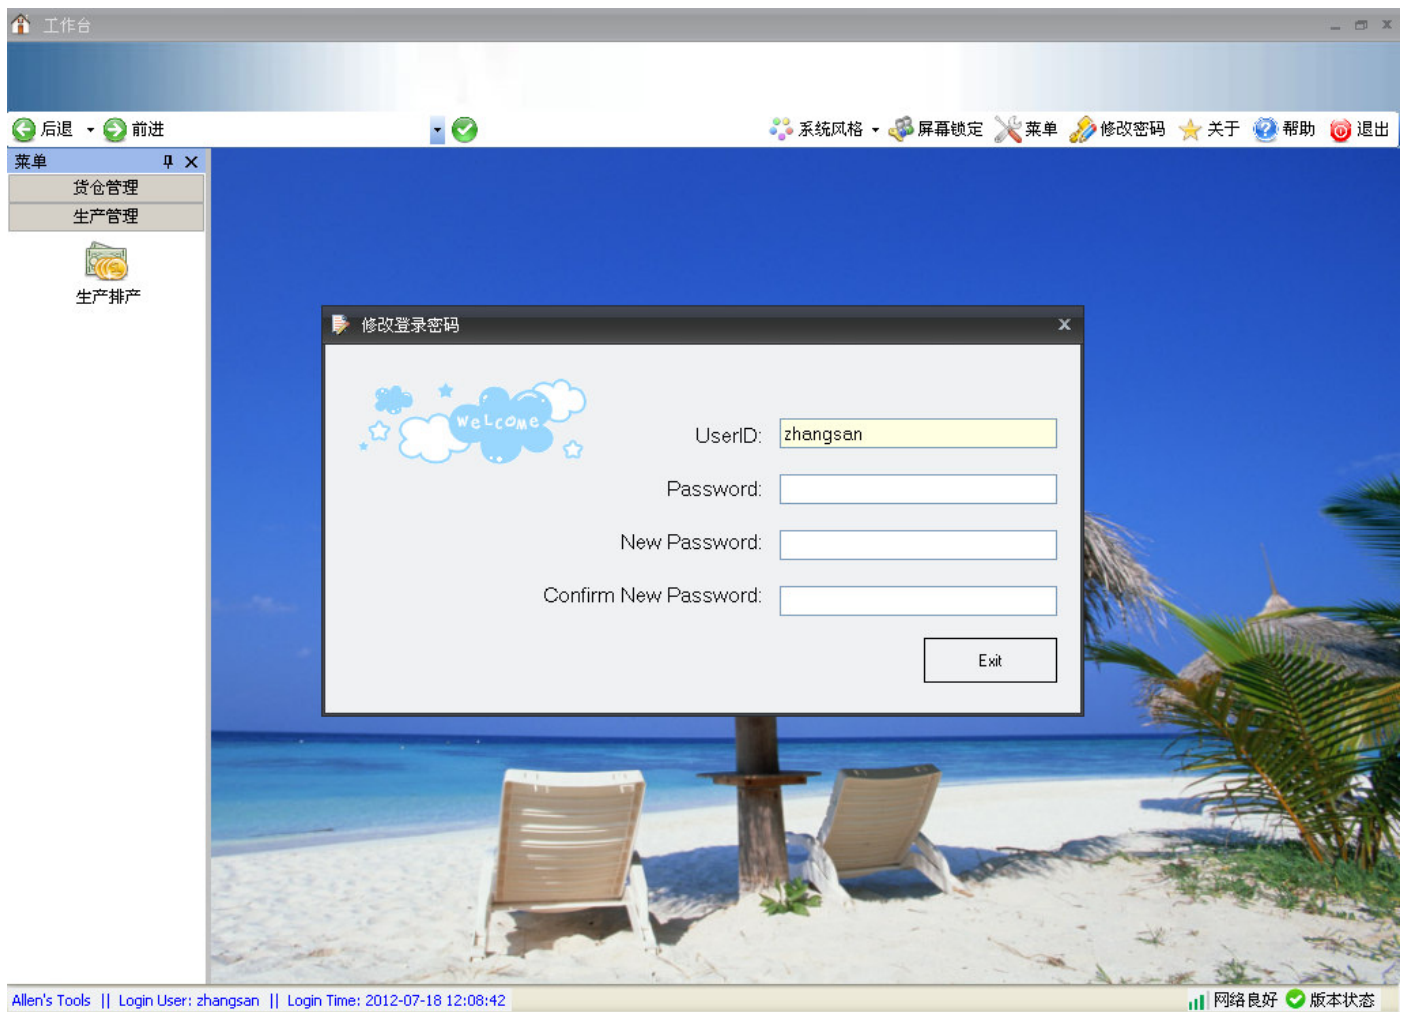 工作台
后退 前进 系统风格 屏幕锁定 菜单 修改密码 关于 帮助 退出
菜单
货仓管理
生产管理
生产排产
修改登录密码
WeLcoMe
UserID: zhangsan
Password:
New Password:
Confirm New Password:
Exit
Allen's Tools || Login User: zhangsan || Login Time: 2012-07-18 12:08:42 网络良好 版本状态